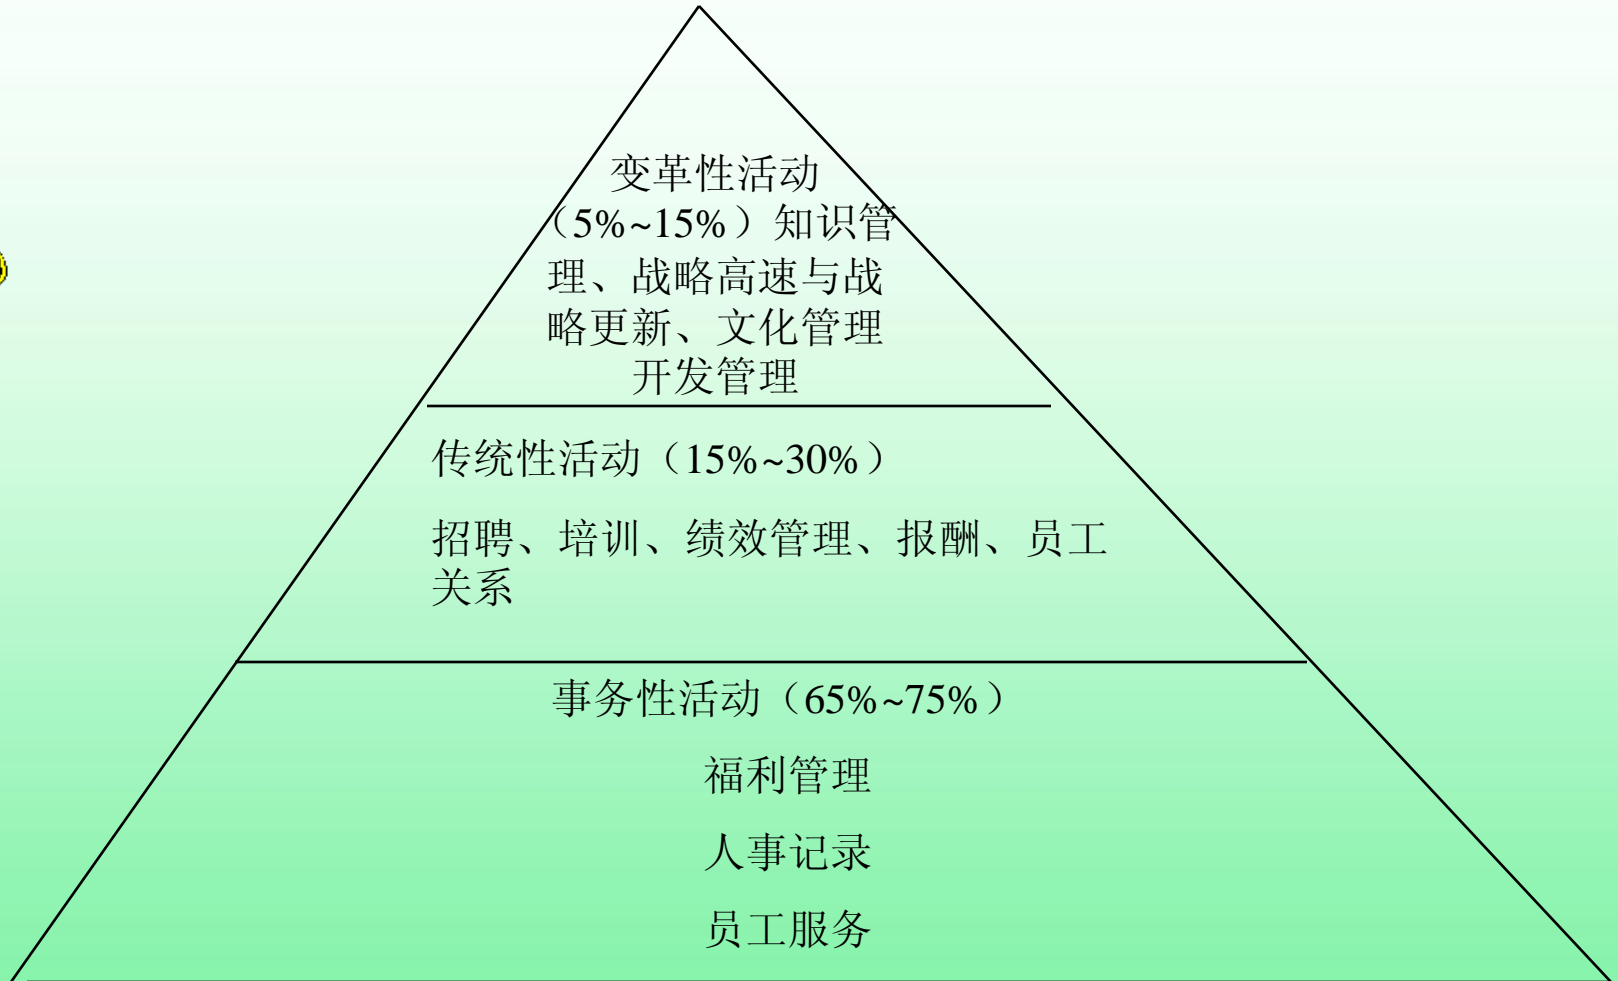 变革性活动
（5%~15%）知识管
理、战略高速与战
略更新、文化管理
开发管理
传统性活动（15%~30%）
招聘、培训、绩效管理、报酬、员工
关系
事务性活动（65%~75%）
福利管理
人事记录
员工服务